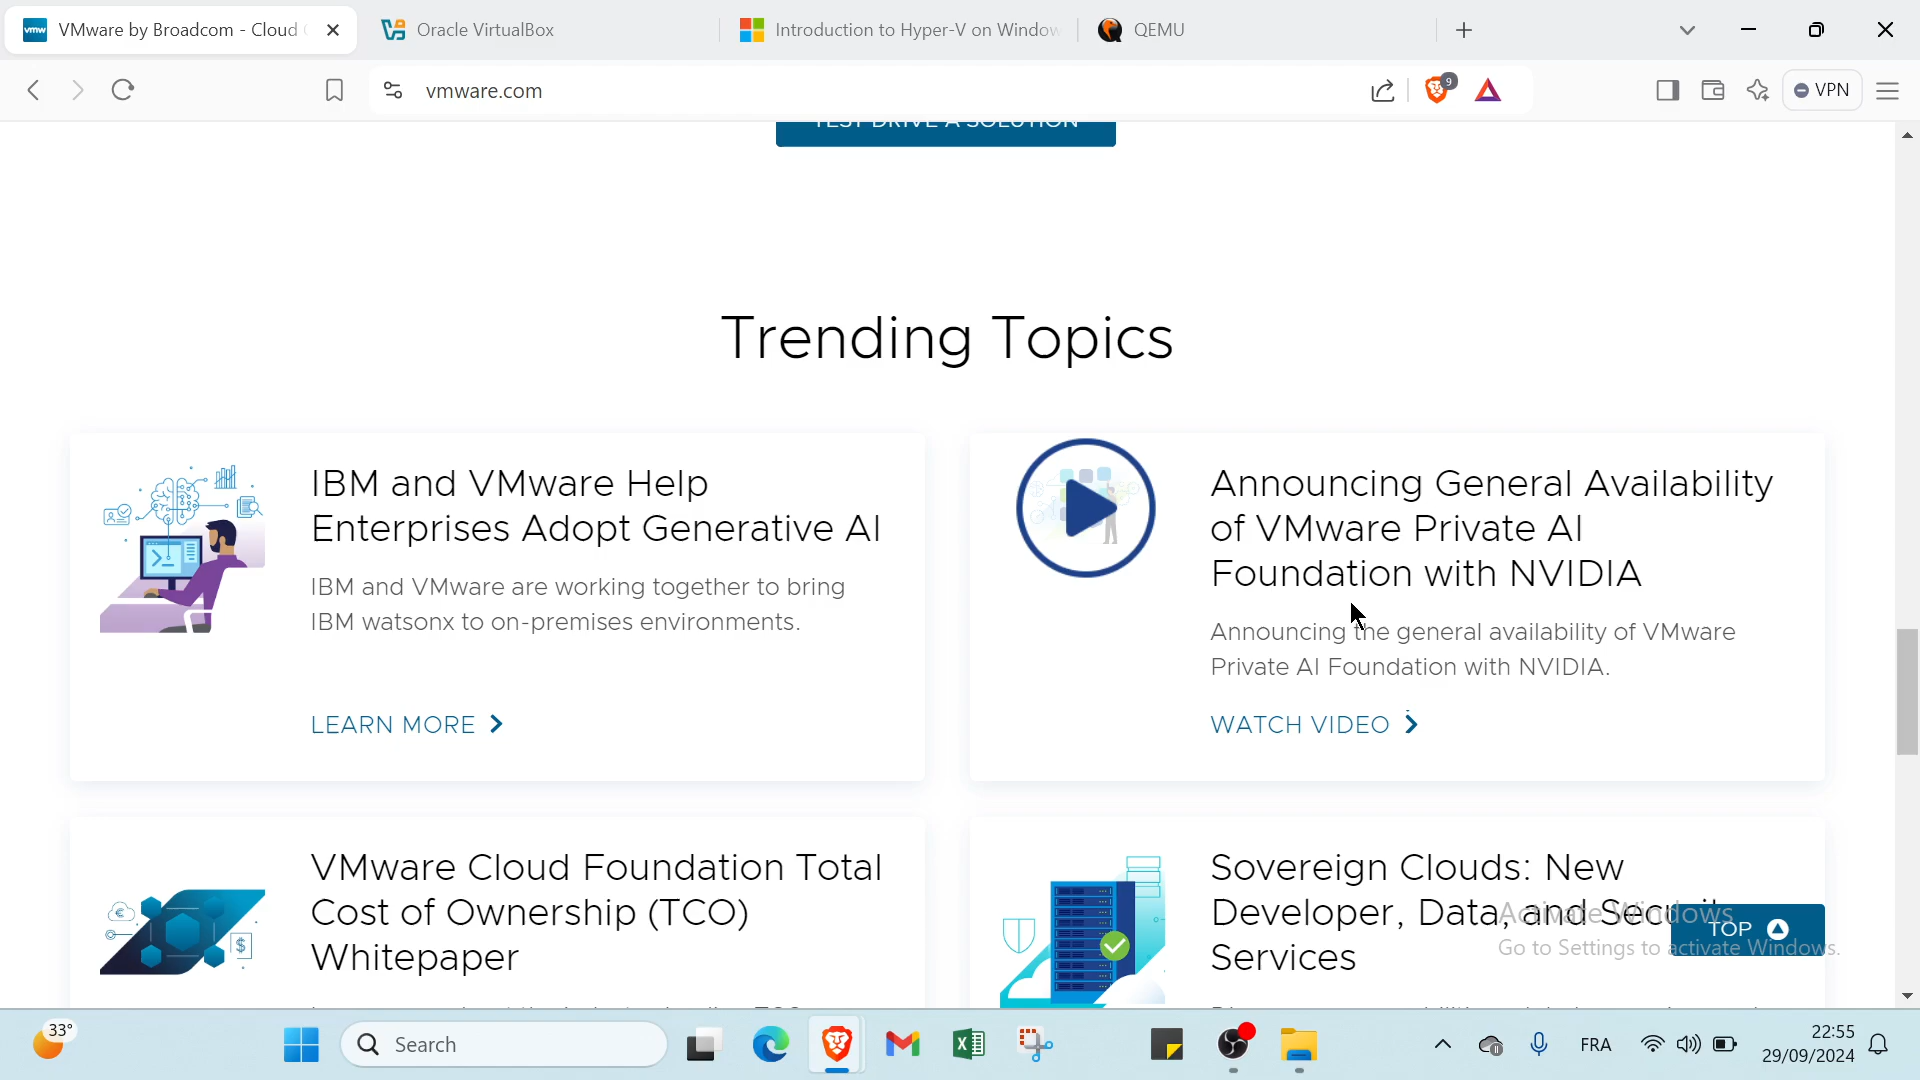 vmw VMware by Broadcom - Cloud
Oracle VirtualBox
Introduction to Hyper-V on Window
QEMU
vmware.com
9
VPN
TEST DRIVE A SOLUTION
Trending Topics
IBM and VMware Help
Enterprises Adopt Generative AI
IBM and VMware are working together to bring
IBM watsonx to on-premises environments.
LEARN MORE
Announcing General Availability
of VMware Private AI
Foundation with NVIDIA
Announcing the general availability of VMware
Private AI Foundation with NVIDIA.
WATCH VIDEO
VMware Cloud Foundation Total
Cost of Ownership (TCO)
Whitepaper
Sovereign Clouds: New
Developer, Data, and Security
Services
TOP
Activate Windows
Go to Settings to activate Windows.
33°
Search
FRA
22:55
29/09/2024